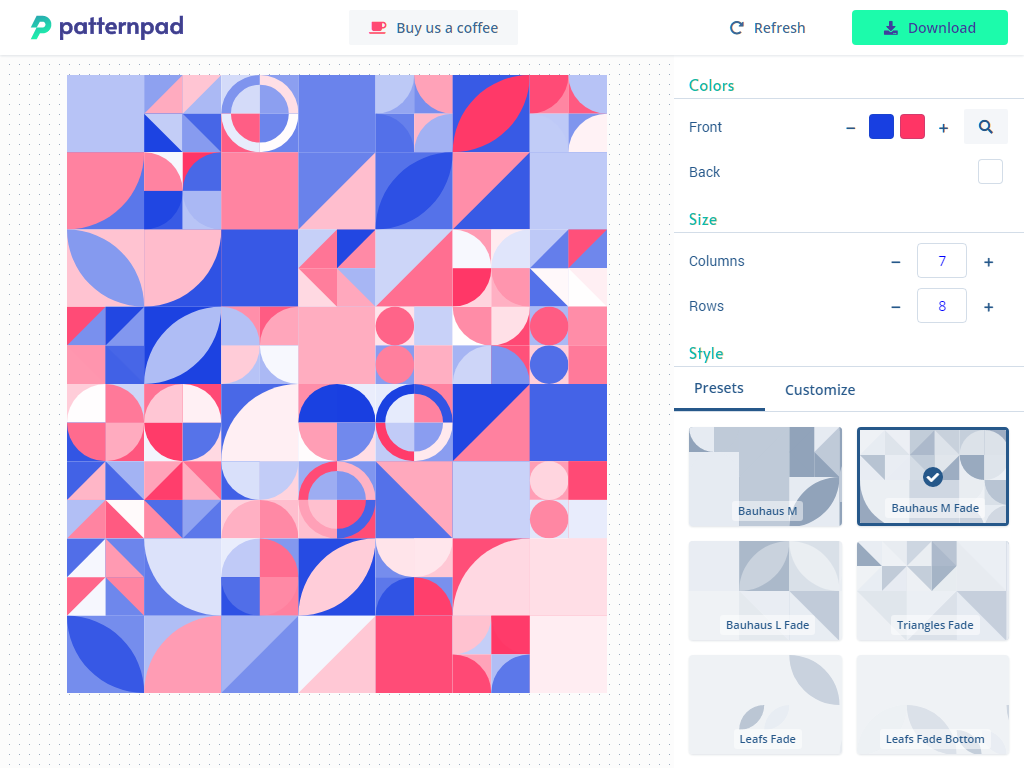 patternpad
Buy us a coffee
Refresh
Download
Colors
Front
Back
Size
Columns
7
Rows
8
Style
Presets
Customize
Bauhaus M
Bauhaus M Fade
Bauhaus L Fade
Triangles Fade
Leafs Fade
Leafs Fade Bottom